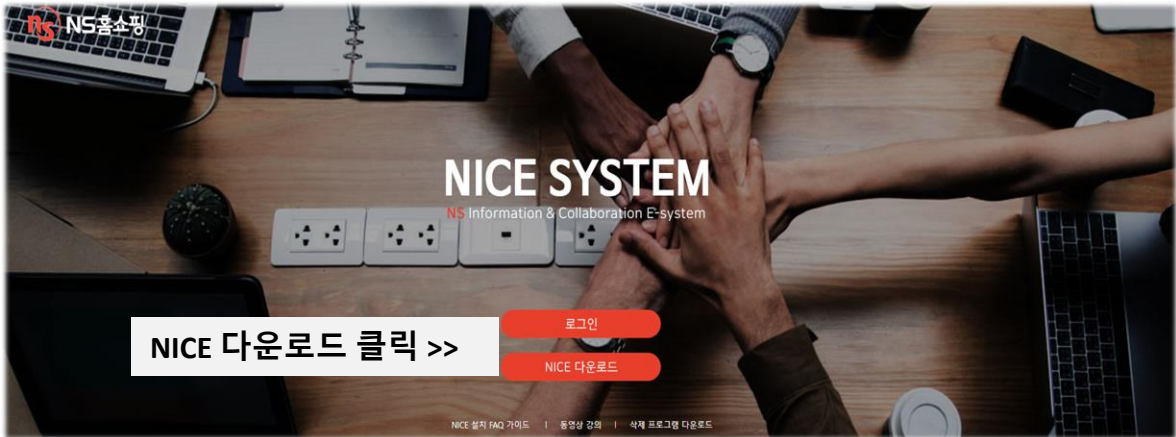 ns NS홈쇼핑
NICE SYSTEM
NS Information & Collaboration E-system
로그인
NICE 다운로드 클릭 >>
NICE 다운로드
NICE 설치 FAQ 가이드 | 동영상 강의 | 삭제 프로그램 다운로드